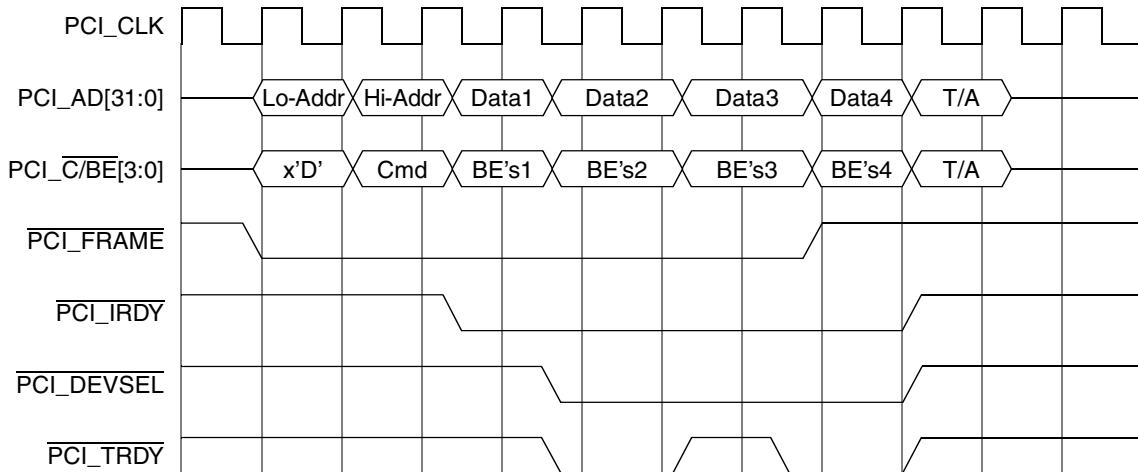 PCI_CLK
PCI_AD[31:0] Lo-Addr Hi-Addr Data1 Data2 Data3 Data4 T/A
PCI_C/BE[3:0] x'D' Cmd BE's1 BE's2 BE's3 BE's4 T/A
PCI_FRAME
PCI_IRDY
PCI_DEVSEL
PCI_TRDY